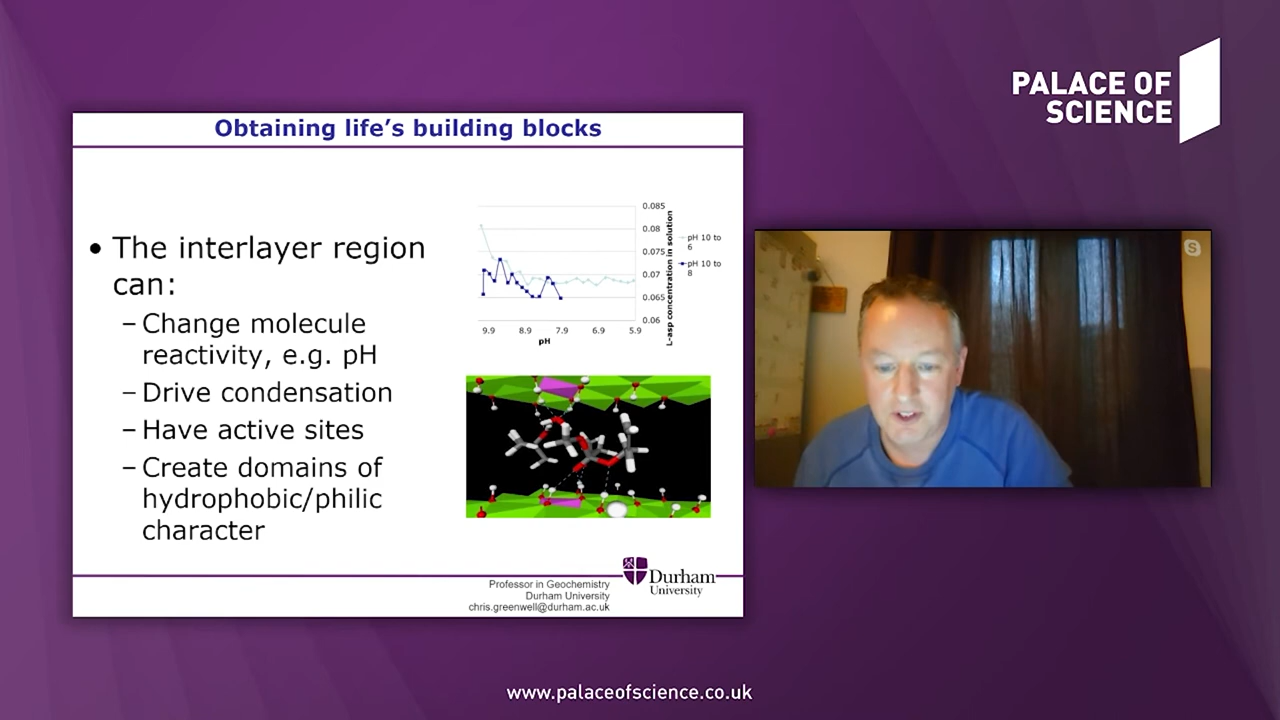 PALACE OF
SCIENCE
Obtaining life's building blocks
• The interlayer region
can:
– Change molecule
reactivity, e.g. pH
– Drive condensation
– Have active sites
– Create domains of
hydrophobic/philic
character
0.085
0.08
0.075
0.07
0.065
0.06
L-asp concentration in solution
pH 10 to
6
pH 10 to
8
9.9 8.9 7.9 6.9 5.9
pH
Professor in Geochemistry
Durham University
chris.greenwell@durham.ac.uk
Durham
University
www.palaceofscience.co.uk